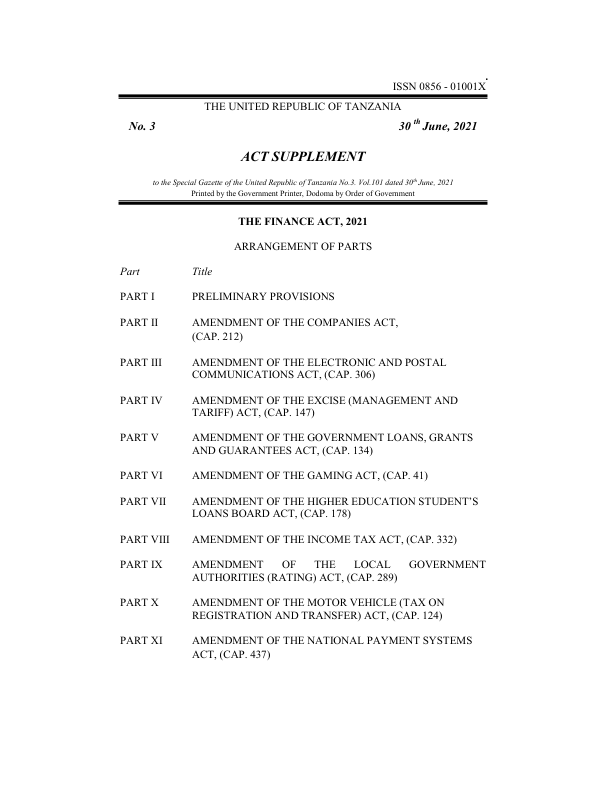 ISSN 0856 - 01001X
THE UNITED REPUBLIC OF TANZANIA
No. 3 30 th June, 2021
ACT SUPPLEMENT
to the Special Gazette of the United Republic of Tanzania No.3. Vol.101 dated 30th June, 2021
Printed by the Government Printer, Dodoma by Order of Government
THE FINANCE ACT, 2021
ARRANGEMENT OF PARTS
Part Title
PART I PRELIMINARY PROVISIONS
PART II AMENDMENT OF THE COMPANIES ACT,
(CAP. 212)
PART III AMENDMENT OF THE ELECTRONIC AND POSTAL
COMMUNICATIONS ACT, (CAP. 306)
PART IV AMENDMENT OF THE EXCISE (MANAGEMENT AND
TARIFF) ACT, (CAP. 147)
PART V AMENDMENT OF THE GOVERNMENT LOANS, GRANTS
AND GUARANTEES ACT, (CAP. 134)
PART VI AMENDMENT OF THE GAMING ACT, (CAP. 41)
PART VII AMENDMENT OF THE HIGHER EDUCATION STUDENT'S
LOANS BOARD ACT, (CAP. 178)
PART VIII AMENDMENT OF THE INCOME TAX ACT, (CAP. 332)
PART IX AMENDMENT OF THE LOCAL GOVERNMENT
AUTHORITIES (RATING) ACT, (CAP. 289)
PART X AMENDMENT OF THE MOTOR VEHICLE (TAX ON
REGISTRATION AND TRANSFER) ACT, (CAP. 124)
PART XI AMENDMENT OF THE NATIONAL PAYMENT SYSTEMS
ACT, (CAP. 437)